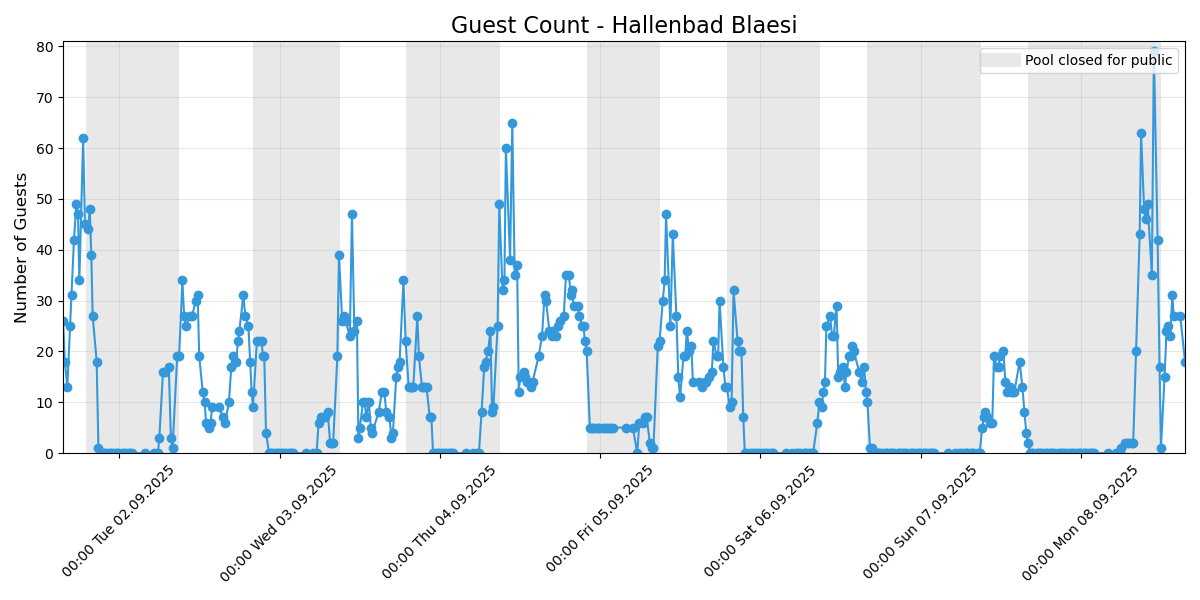 Guest Count - Hallenbad Blaesi
Pool closed for public
Number of Guests
80
70
60
50
40
30
20
10
0
00:00 Tue 02.09.2025
00:00 Wed 03.09.2025
00:00 Thu 04.09.2025
00:00 Fri 05.09.2025
00:00 Sat 06.09.2025
00:00 Sun 07.09.2025
00:00 Mon 08.09.2025